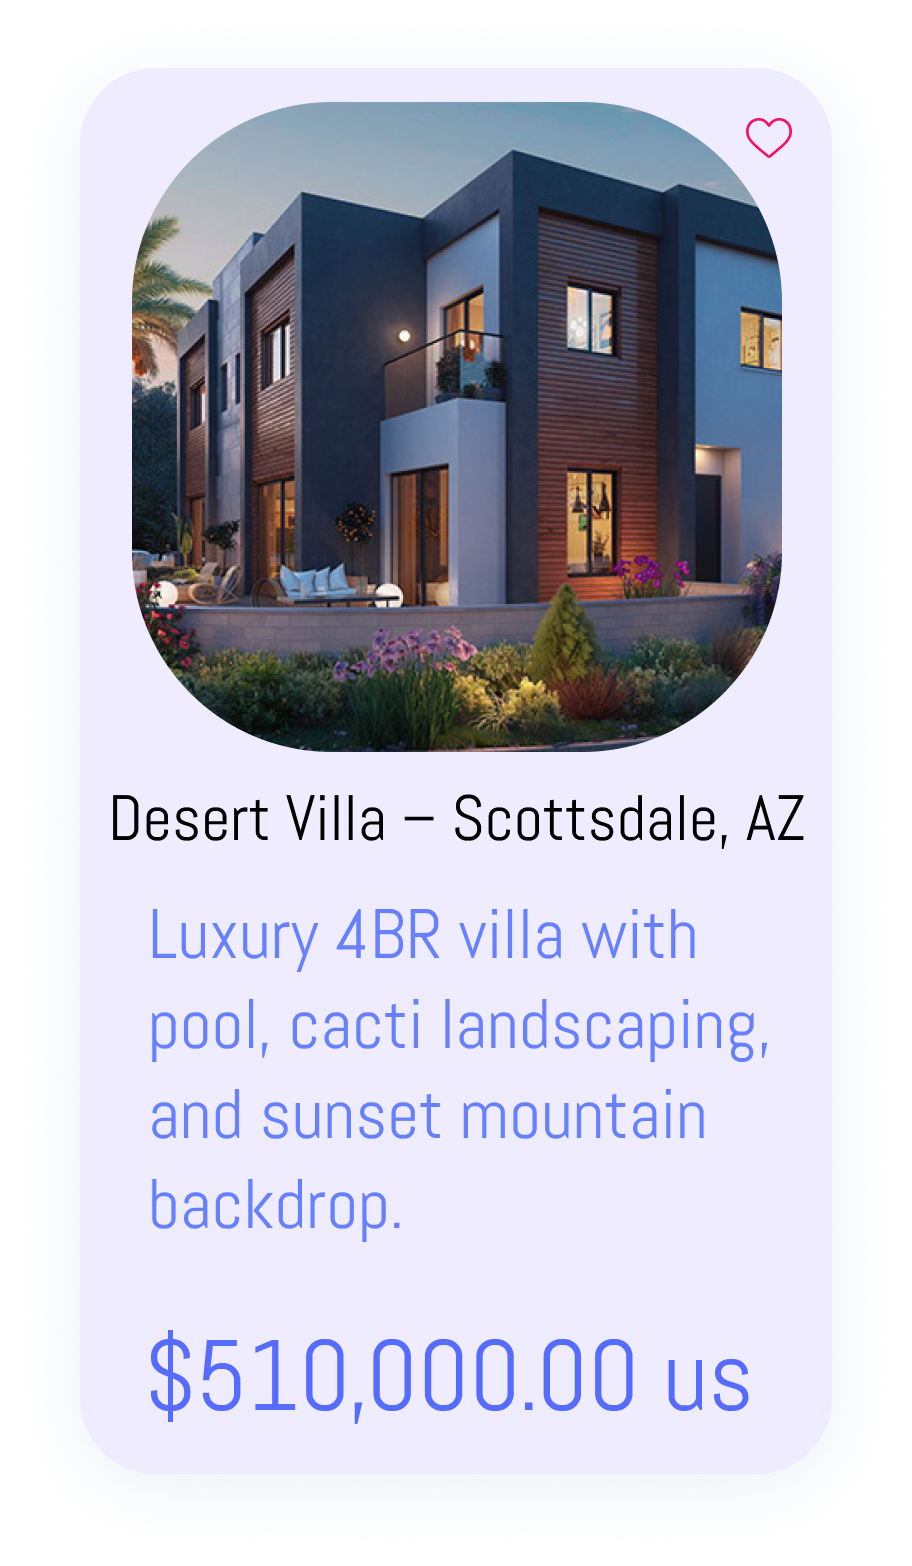 Desert Villa – Scottsdale, AZ
Luxury 4BR villa with
pool, cacti landscaping,
and sunset mountain
backdrop.
$510,000.00 us